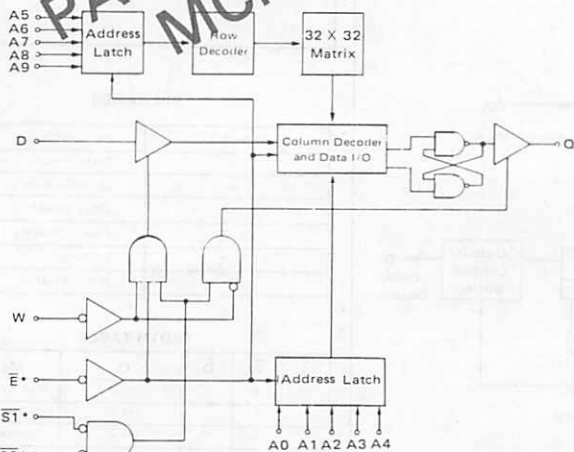 A5
A6
A7
A8
A9
Address
Latch
Row
Decoder
32 X 32
Matrix
D
Column Decoder
and Data I/O
Q
W
E*
S1*
Address Latch
A0 A1 A2 A3 A4